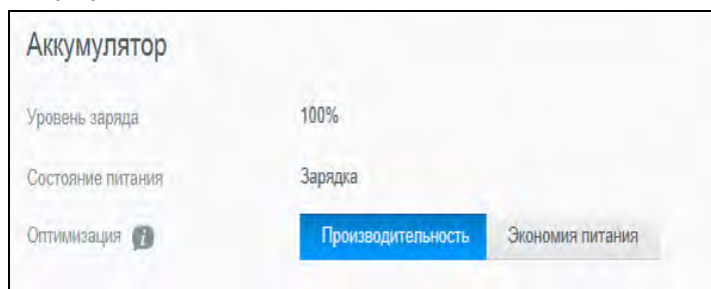 Аккумулятор
Уровень заряда 100%
Состояние питания Зарядка
Оптимизация i Производительность Экономия питания